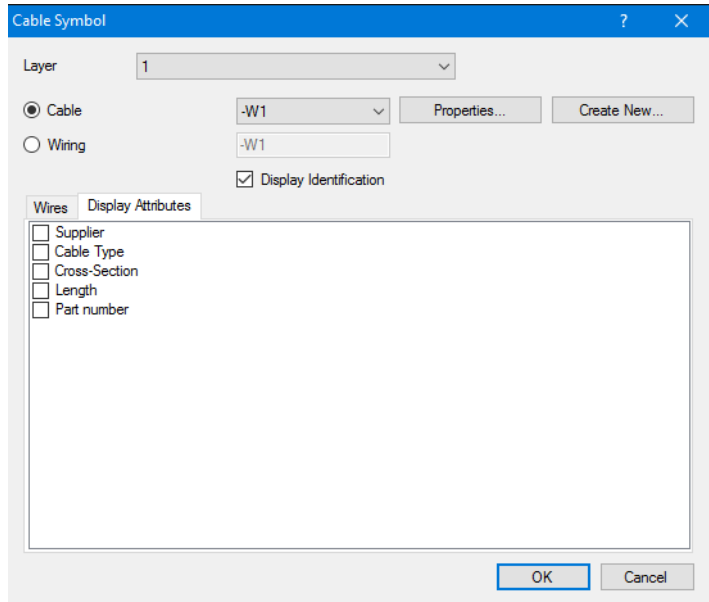 Cable Symbol ? ×
Layer 1
Cable -W1 Properties... Create New...
Wiring -W1
Display Identification
Wires Display Attributes
Supplier
Cable Type
Cross-Section
Length
Part number
OK Cancel